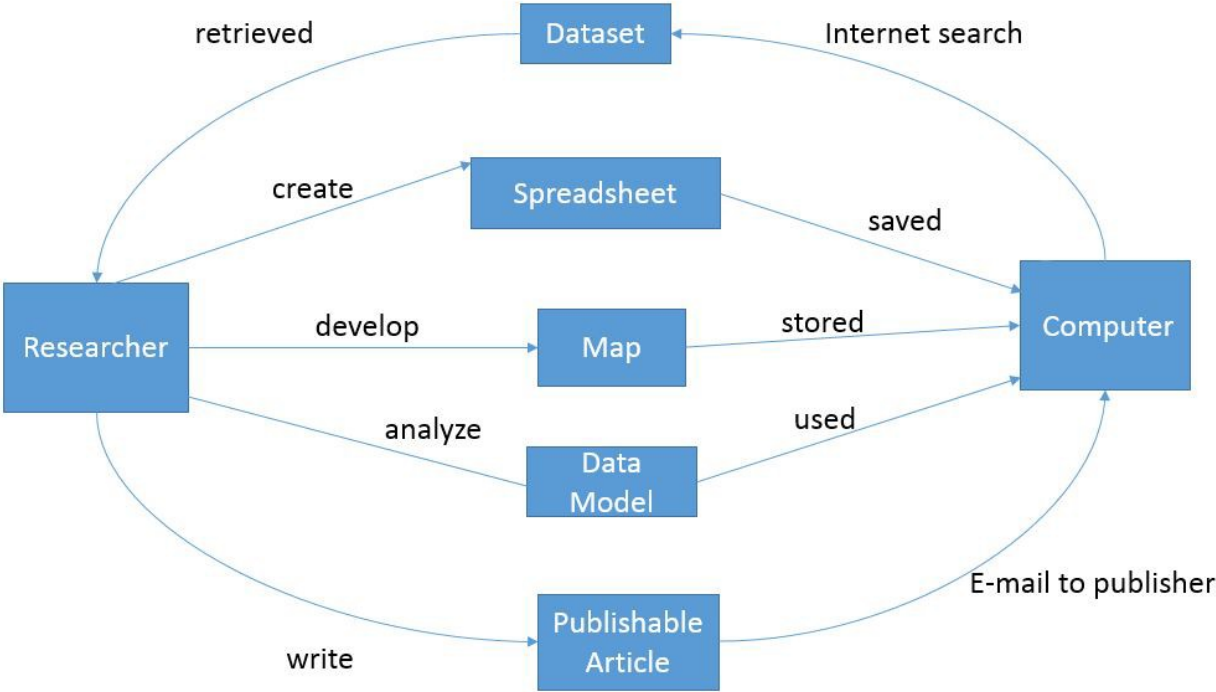 retrieved
Dataset
Internet search
create
Spreadsheet
saved
Researcher
develop
Map
stored
Computer
analyze
Data
Model
used
E-mail to publisher
Publishable
Article
write